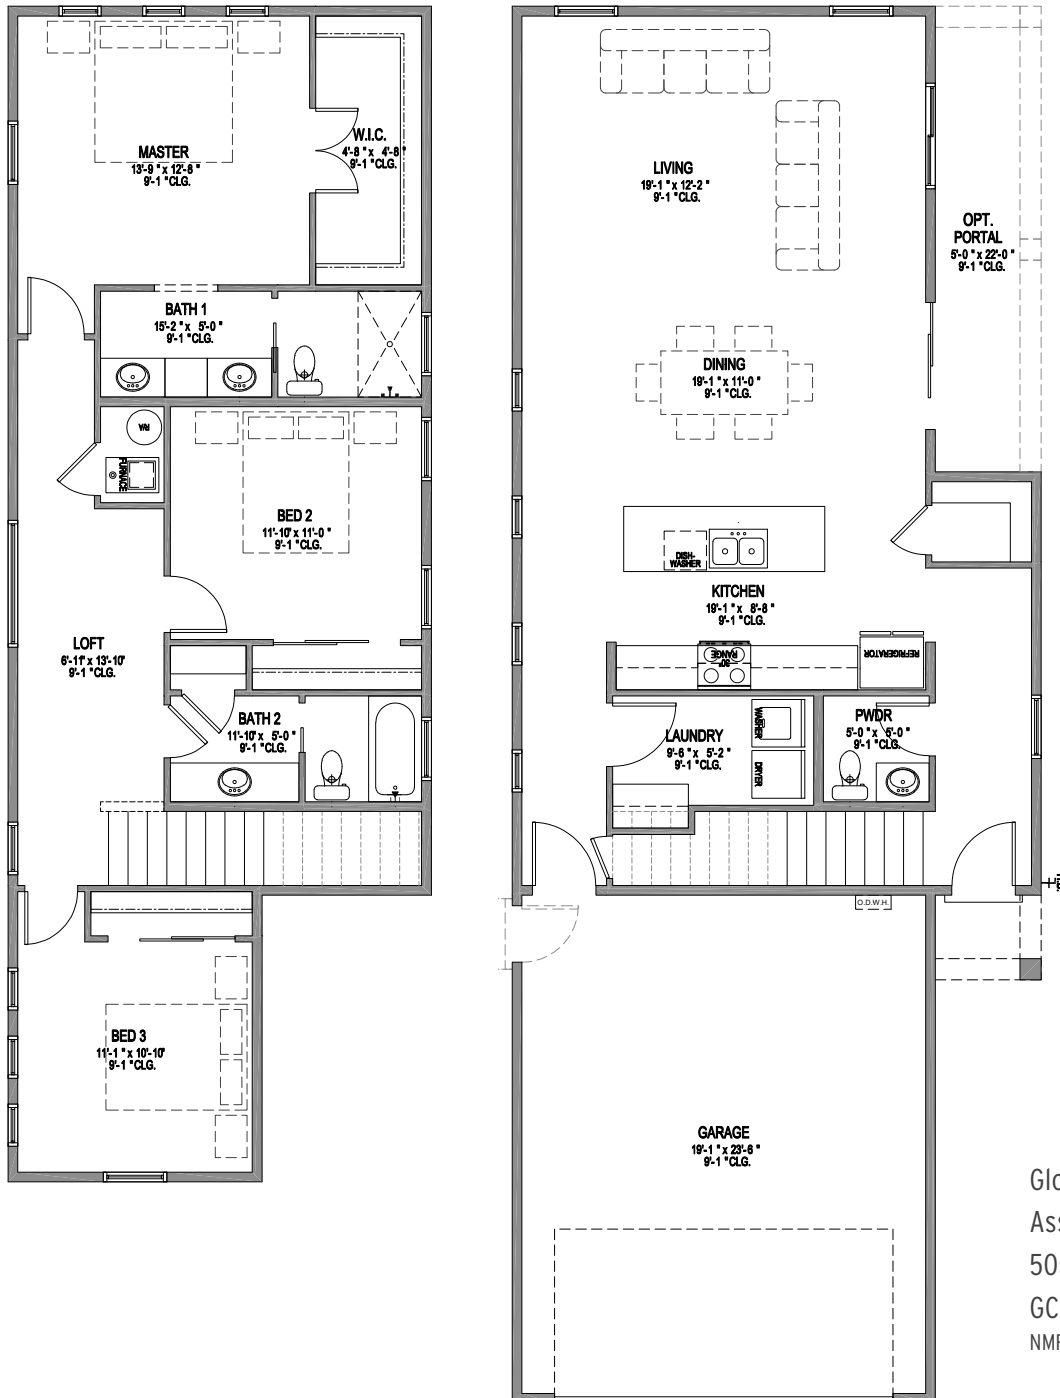 MASTER
13'-9 " x 12'-8 "
9'-1 "CLG.
W.I.C.
4'-8 " x 4'-8 "
9'-1 "CLG.
BATH 1
15'-2 " x 5'-0 "
9'-1 "CLG.
R/A
FURNACE
BED 2
11'-10" x 11'-0 "
9'-1 "CLG.
LOFT
6'-11" x 13'-10"
9'-1 "CLG.
BATH 2
11'-10" x 5'-0 "
9'-1 "CLG.
BED 3
11'-1 " x 10'-10"
9'-1 "CLG.
LIVING
19'-1 " x 12'-2 "
9'-1 "CLG.
OPT.
PORTAL
5'-0 " x 22'-0 "
9'-1 "CLG.
DINING
19'-1 " x 11'-0 "
9'-1 "CLG.
DISH-
WASHER
KITCHEN
19'-1 " x 8'-8 "
9'-1 "CLG.
30"
RANGE
REFRIGERATOR
LAUNDRY
9'-6 " x 5'-2 "
9'-1 "CLG.
WASHER
DRYER
PWDR
5'-0 " x 5'-0 "
9'-1 "CLG.
O.D.W.H.
GARAGE
19'-1 " x 23'-6 "
9'-1 "CLG.
Glo
Ass
50
GC
NMR